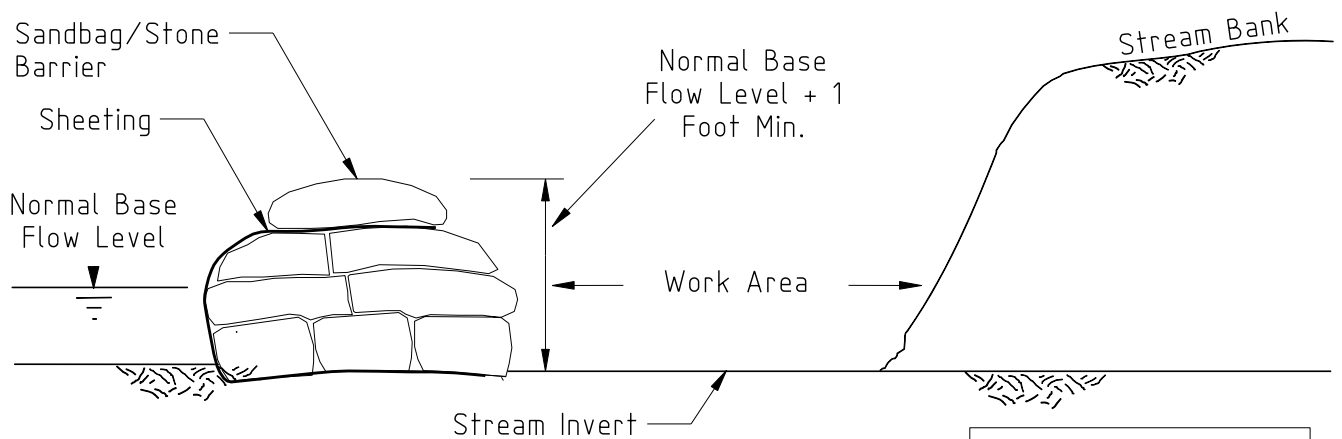 Sandbag/Stone
Barrier
Sheeting
Normal Base
Flow Level
Normal Base
Flow Level + 1
Foot Min.
Work Area
Stream Bank
Stream Invert